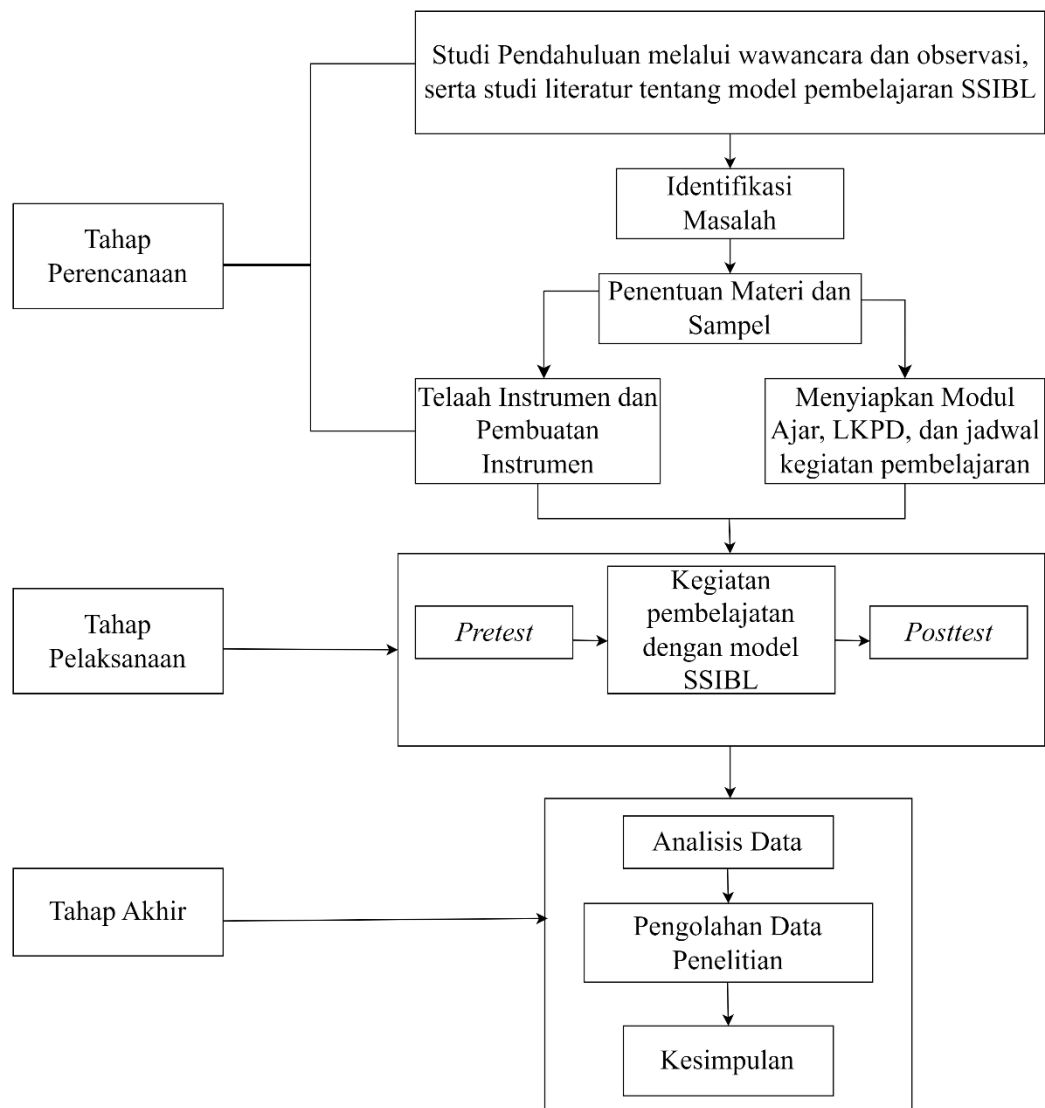 Studi Pendahuluan melalui wawancara dan observasi,
serta studi literatur tentang model pembelajaran SSIBL
Identifikasi
Masalah
Tahap
Perencanaan
Penentuan Materi dan
Sampel
Telaah Instrumen dan
Pembuatan
Instrumen
Menyiapkan Modul
Ajar, LKPD, dan jadwal
kegiatan pembelajaran
Tahap
Pelaksanaan
Pretest
Kegiatan
pembelajatan
dengan model
SSIBL
Posttest
Tahap Akhir
Analisis Data
Pengolahan Data
Penelitian
Kesimpulan